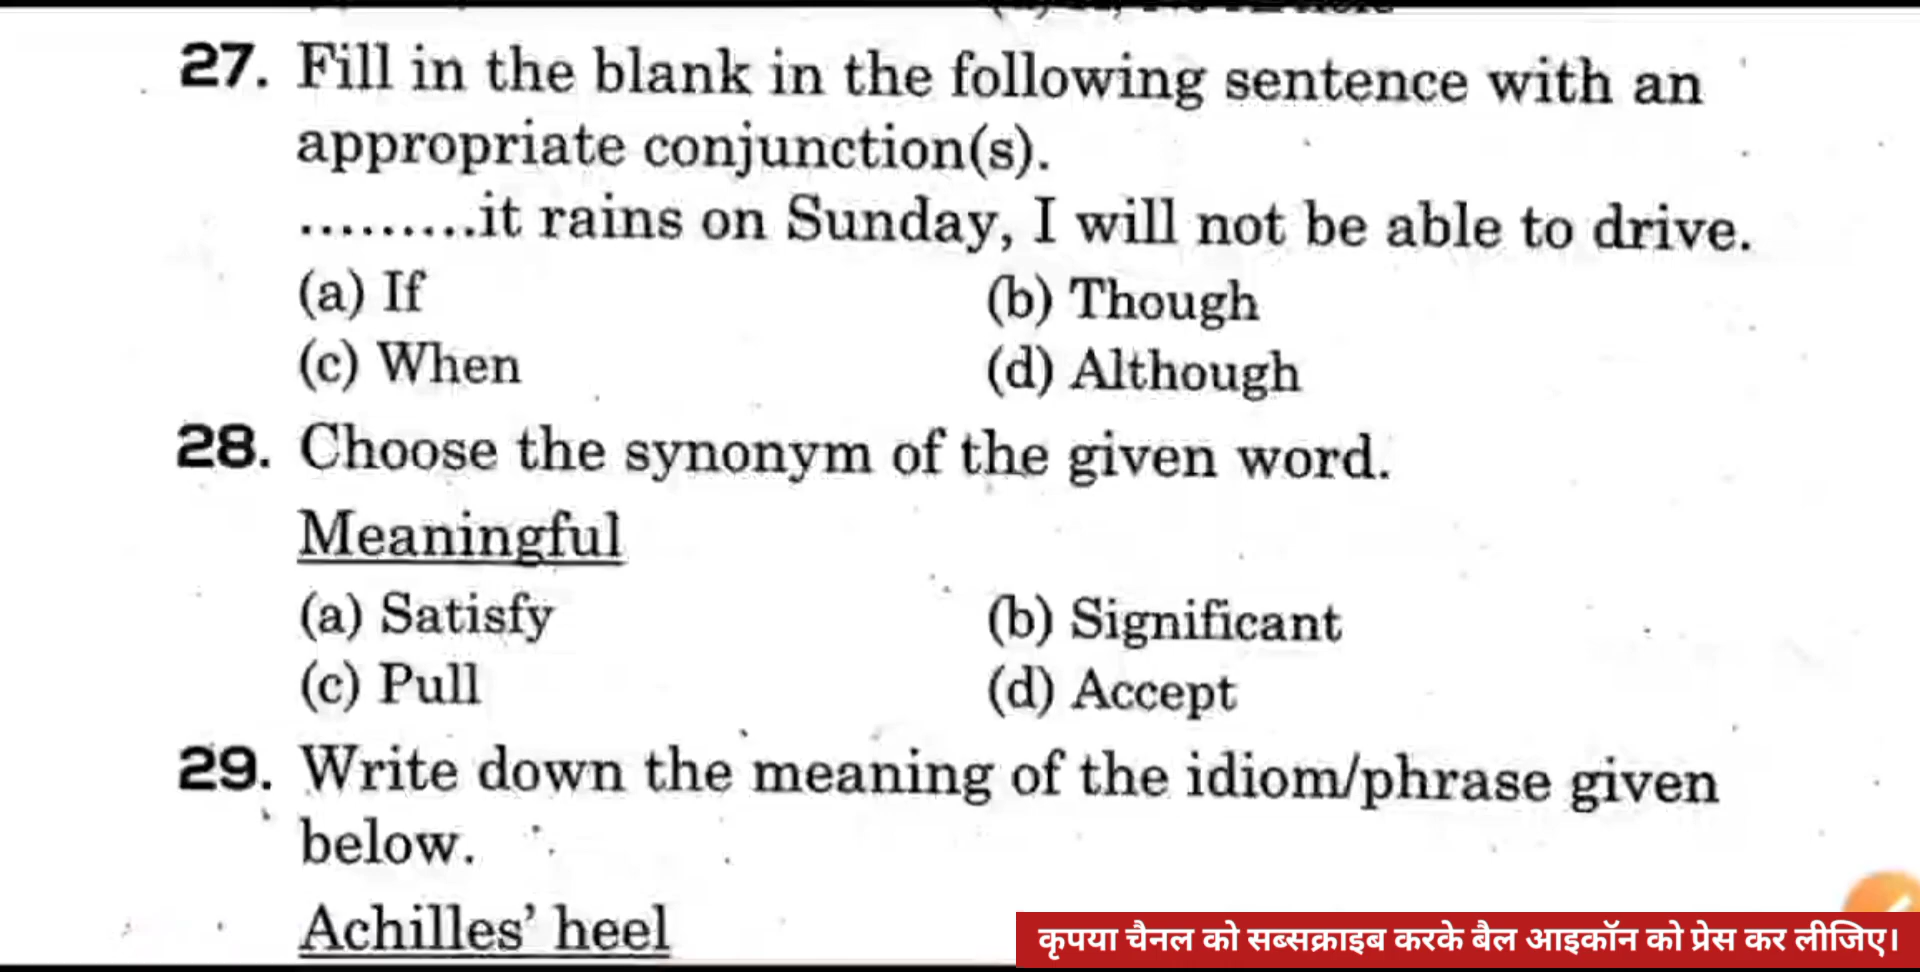 27. Fill in the blank in the following sentence with an
appropriate conjunction(s).
.........it rains on Sunday, I will not be able to drive.
(a) If (b) Though
(c) When (d) Although
28. Choose the synonym of the given word.
Meaningful
(a) Satisfy (b) Significant
(c) Pull (d) Accept
29. Write down the meaning of the idiom/phrase given
below.
Achilles’ heel
कृपया चैनल को सब्सक्राइब करके बैल आइकॉन को प्रेस कर लीजिए।